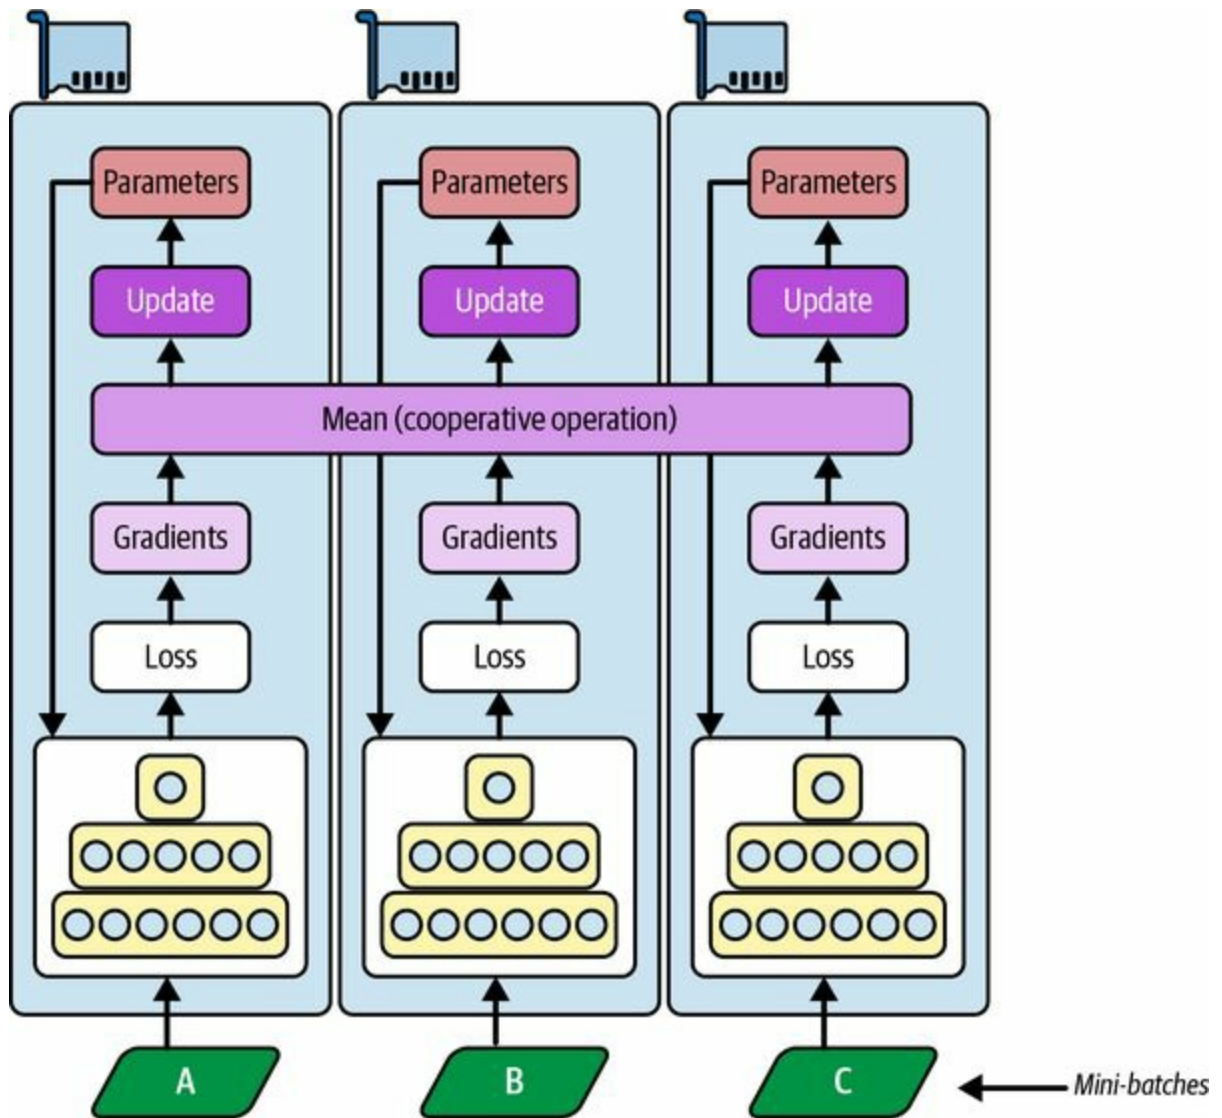 Parameters Parameters Parameters
Update Update Update
Mean (cooperative operation)
Gradients Gradients Gradients
Loss Loss Loss
A B C
Mini-batches